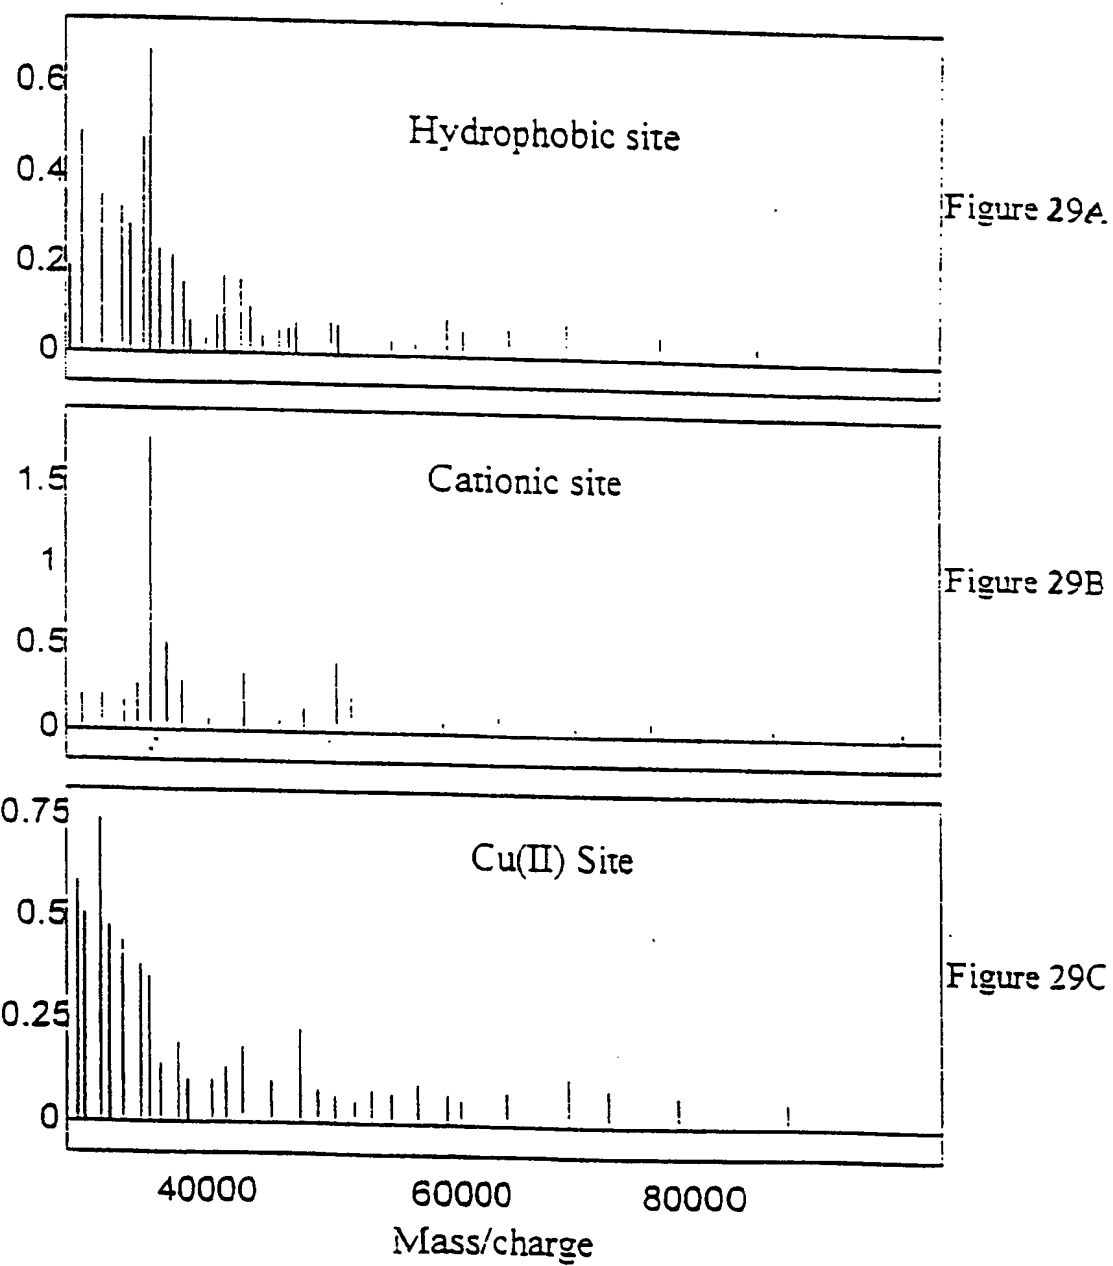 0.6
Hydrophobic site
0.4
Figure 29A
0.2
0
1.5
Cationic site
1
Figure 29B
0.5
0
0.75
Cu(II) Site
0.5
Figure 29C
0.25
0
40000 60000 80000
Mass/charge